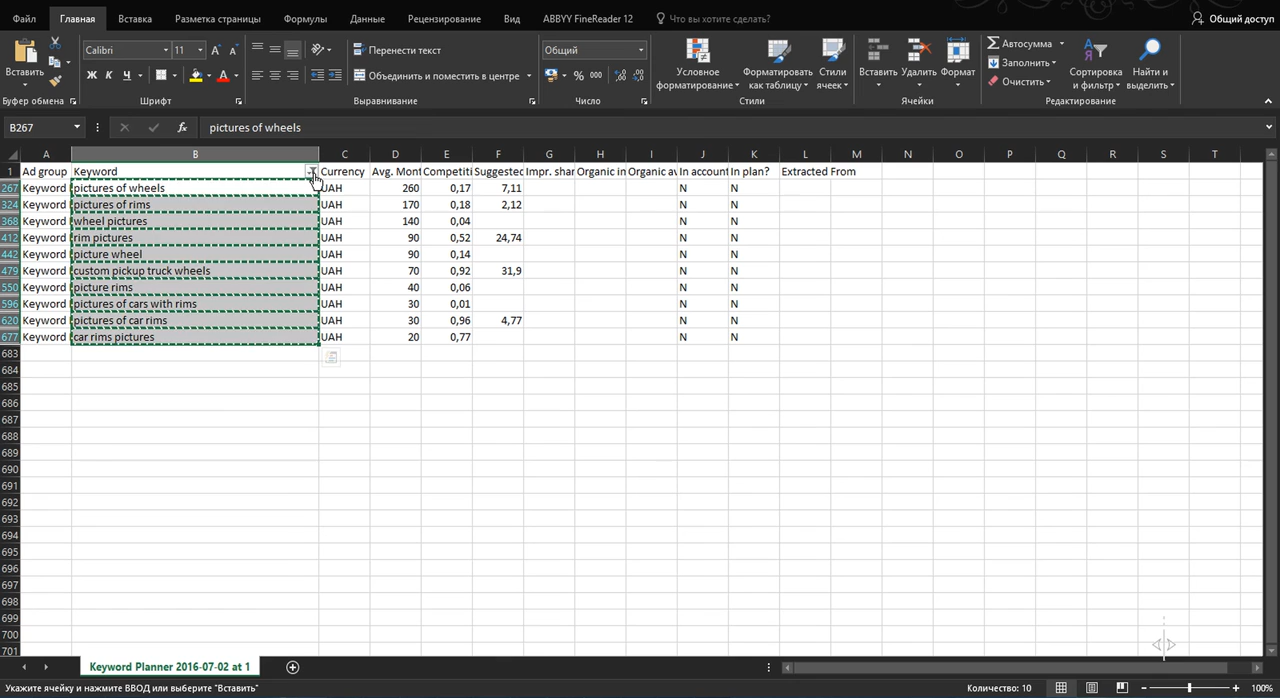 Файл Главная Вставка Разметка страницы Формулы Данные Рецензирование Вид ABBYY FineReader 12 Что вы хотите сделать? Общий доступ
Вставить Calibri 11 Ж К Ч Перенести текст Объединить и поместить в центре Общий % 000 Условное форматирование Форматировать как таблицу Стили ячеек Вставить Удалить Формат Автосумма Заполнить Очистить Сортировка и фильтр Найти и выделить
Буфер обмена Шрифт Выравнивание Число Стили Ячейки Редактирование
B267 fx pictures of wheels
A B C D E F G H I J K L M N O P Q R S T
1 Ad group Keyword Currency Avg. Mont Competiti Suggested Impr. shar Organic in Organic av In account In plan? Extracted From
267 Keyword pictures of wheels UAH 260 0,17 7,11 N N
324 Keyword pictures of rims UAH 170 0,18 2,12 N N
368 Keyword wheel pictures UAH 140 0,04 N N
412 Keyword rim pictures UAH 90 0,52 24,74 N N
442 Keyword picture wheel UAH 90 0,14 N N
479 Keyword custom pickup truck wheels UAH 70 0,92 31,9 N N
550 Keyword picture rims UAH 40 0,06 N N
596 Keyword pictures of cars with rims UAH 30 0,01 N N
620 Keyword pictures of car rims UAH 30 0,96 4,77 N N
677 Keyword car rims pictures UAH 20 0,77 N N
683
684
685
686
687
688
689
690
691
692
693
694
695
696
697
698
699
700
701
Keyword Planner 2016-07-02 at 1
Укажите ячейку и нажмите ВВОД или выберите "Вставить" Количество: 10 100%